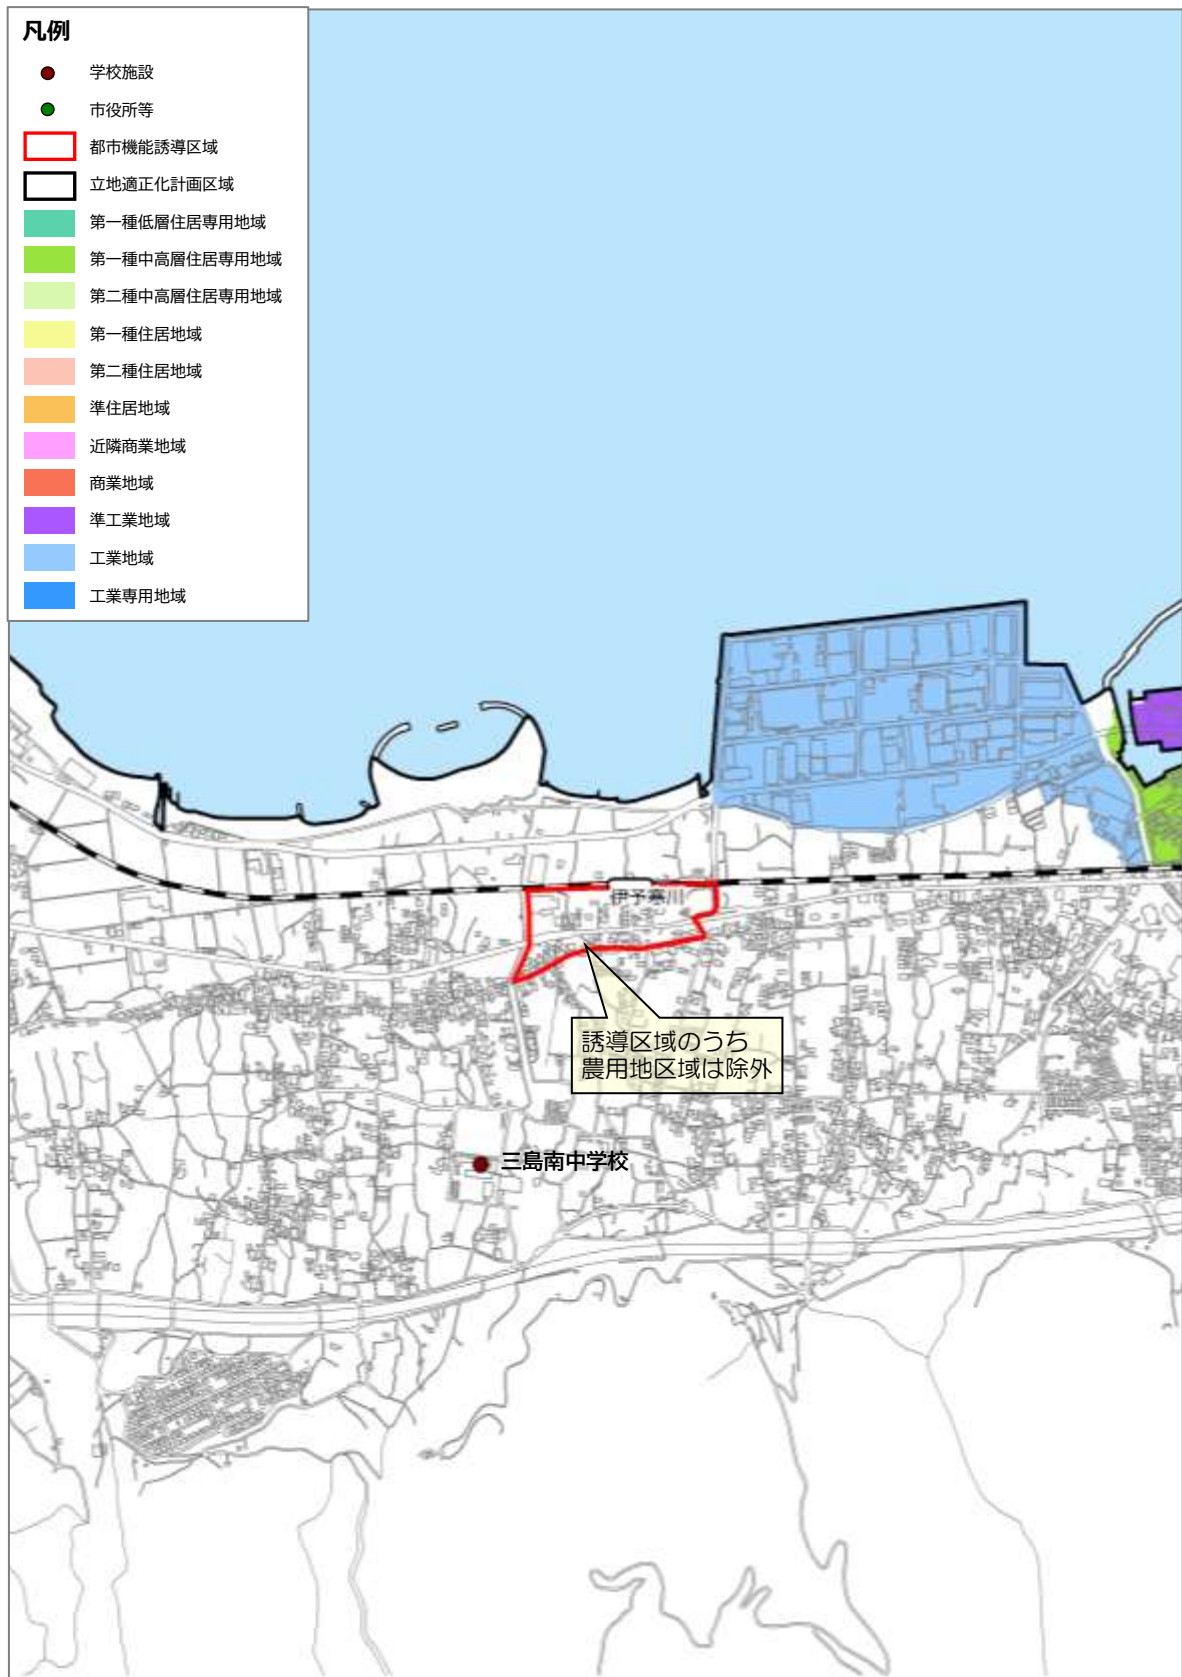 凡例
学校施設
市役所等
都市機能誘導区域
立地適正化計画区域
第一種低層住居専用地域
第一種中高層住居専用地域
第二種中高層住居専用地域
第一種住居地域
第二種住居地域
準住居地域
近隣商業地域
商業地域
準工業地域
工業地域
工業専用地域
伊予寒川
誘導区域のうち
農用地区域は除外
三島南中学校